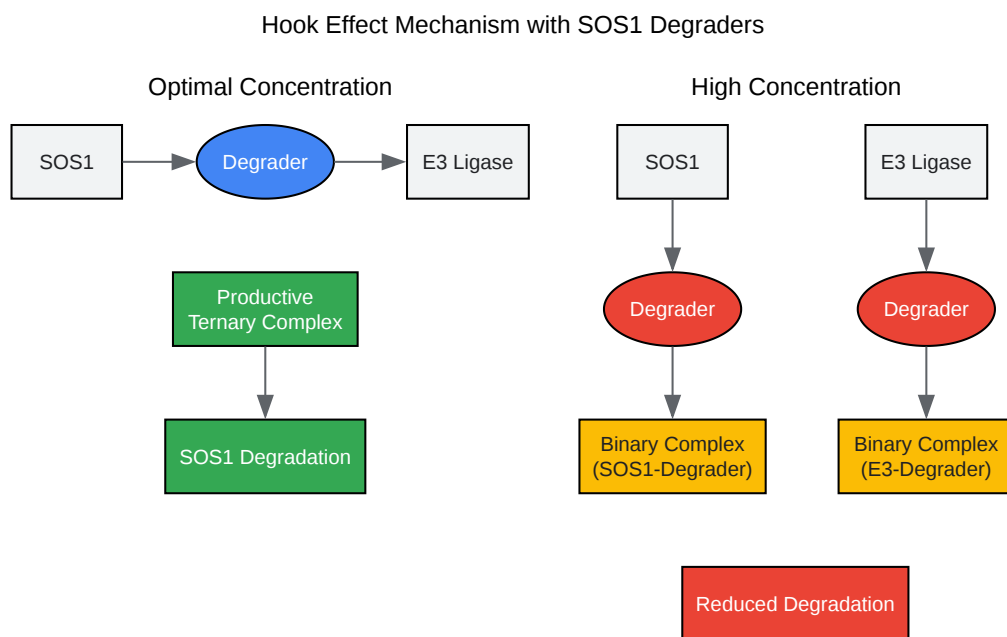 Hook Effect Mechanism with SOS1 Degraders
Optimal Concentration
SOS1
Degrader
E3 Ligase
Productive
Ternary Complex
SOS1 Degradation
High Concentration
SOS1
E3 Ligase
Degrader
Degrader
Binary Complex
(SOS1-Degrader)
Binary Complex
(E3-Degrader)
Reduced Degradation